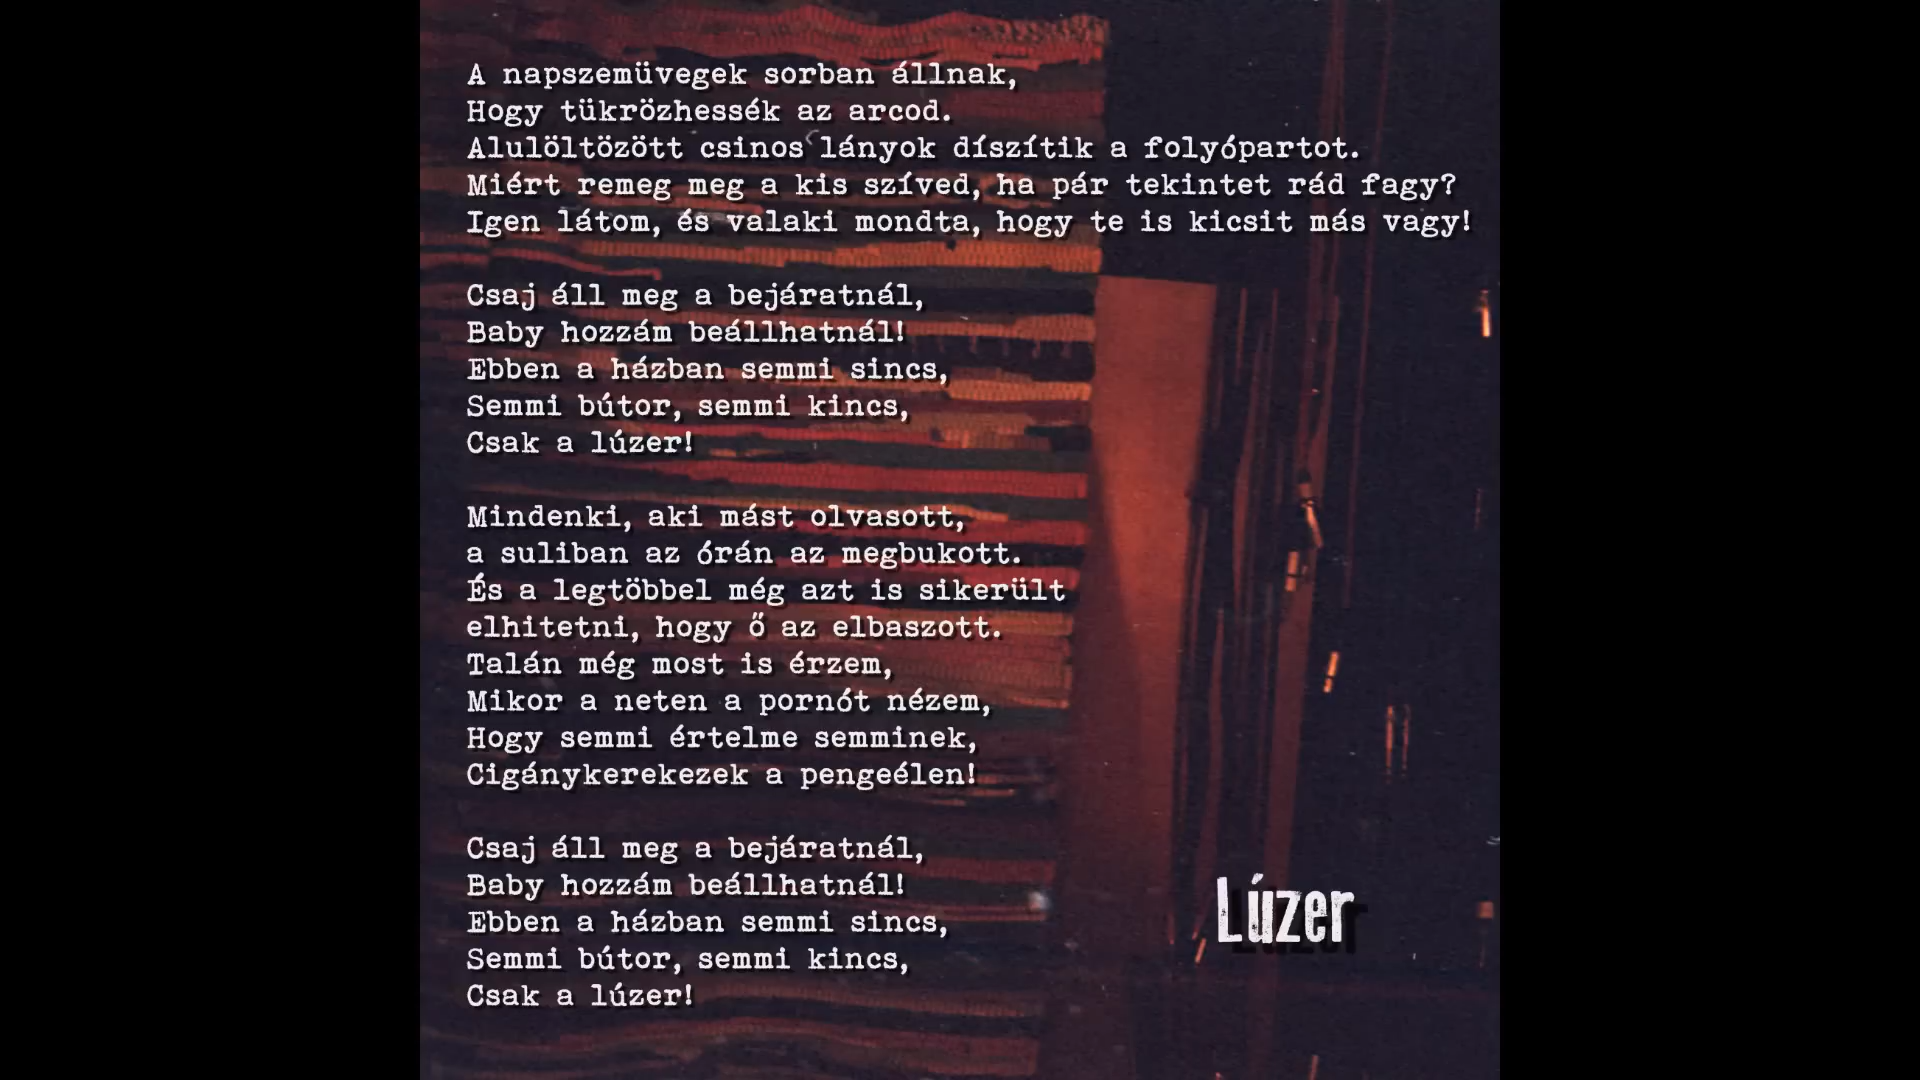 A napszemüvegek sorban állnak,
Hogy tükrözhessék az arcod.
Alulöltözött csinos lányok díszítik a folyópartot.
Miért remeg meg a kis szíved, ha pár tekintet rád fagy?
Igen látom, és valaki mondta, hogy te is kicsit más vagy!
Csaj áll meg a bejáratnál,
Baby hozzám beállhatnál!
Ebben a házban semmi sincs,
Semmi bútor, semmi kincs,
Csak a lúzer!
Mindenki, aki mást olvasott,
a suliban az órán az megbukott.
És a legtöbbel még azt is sikerült
elhitetni, hogy ő az elbaszott.
Talán még most is érzem,
Mikor a neten a pornót nézem,
Hogy semmi értelme semminek,
Cigánykerekezek a pengeélen!
Csaj áll meg a bejáratnál,
Baby hozzám beállhatnál!
Ebben a házban semmi sincs,
Semmi bútor, semmi kincs,
Csak a lúzer!
Lúzer